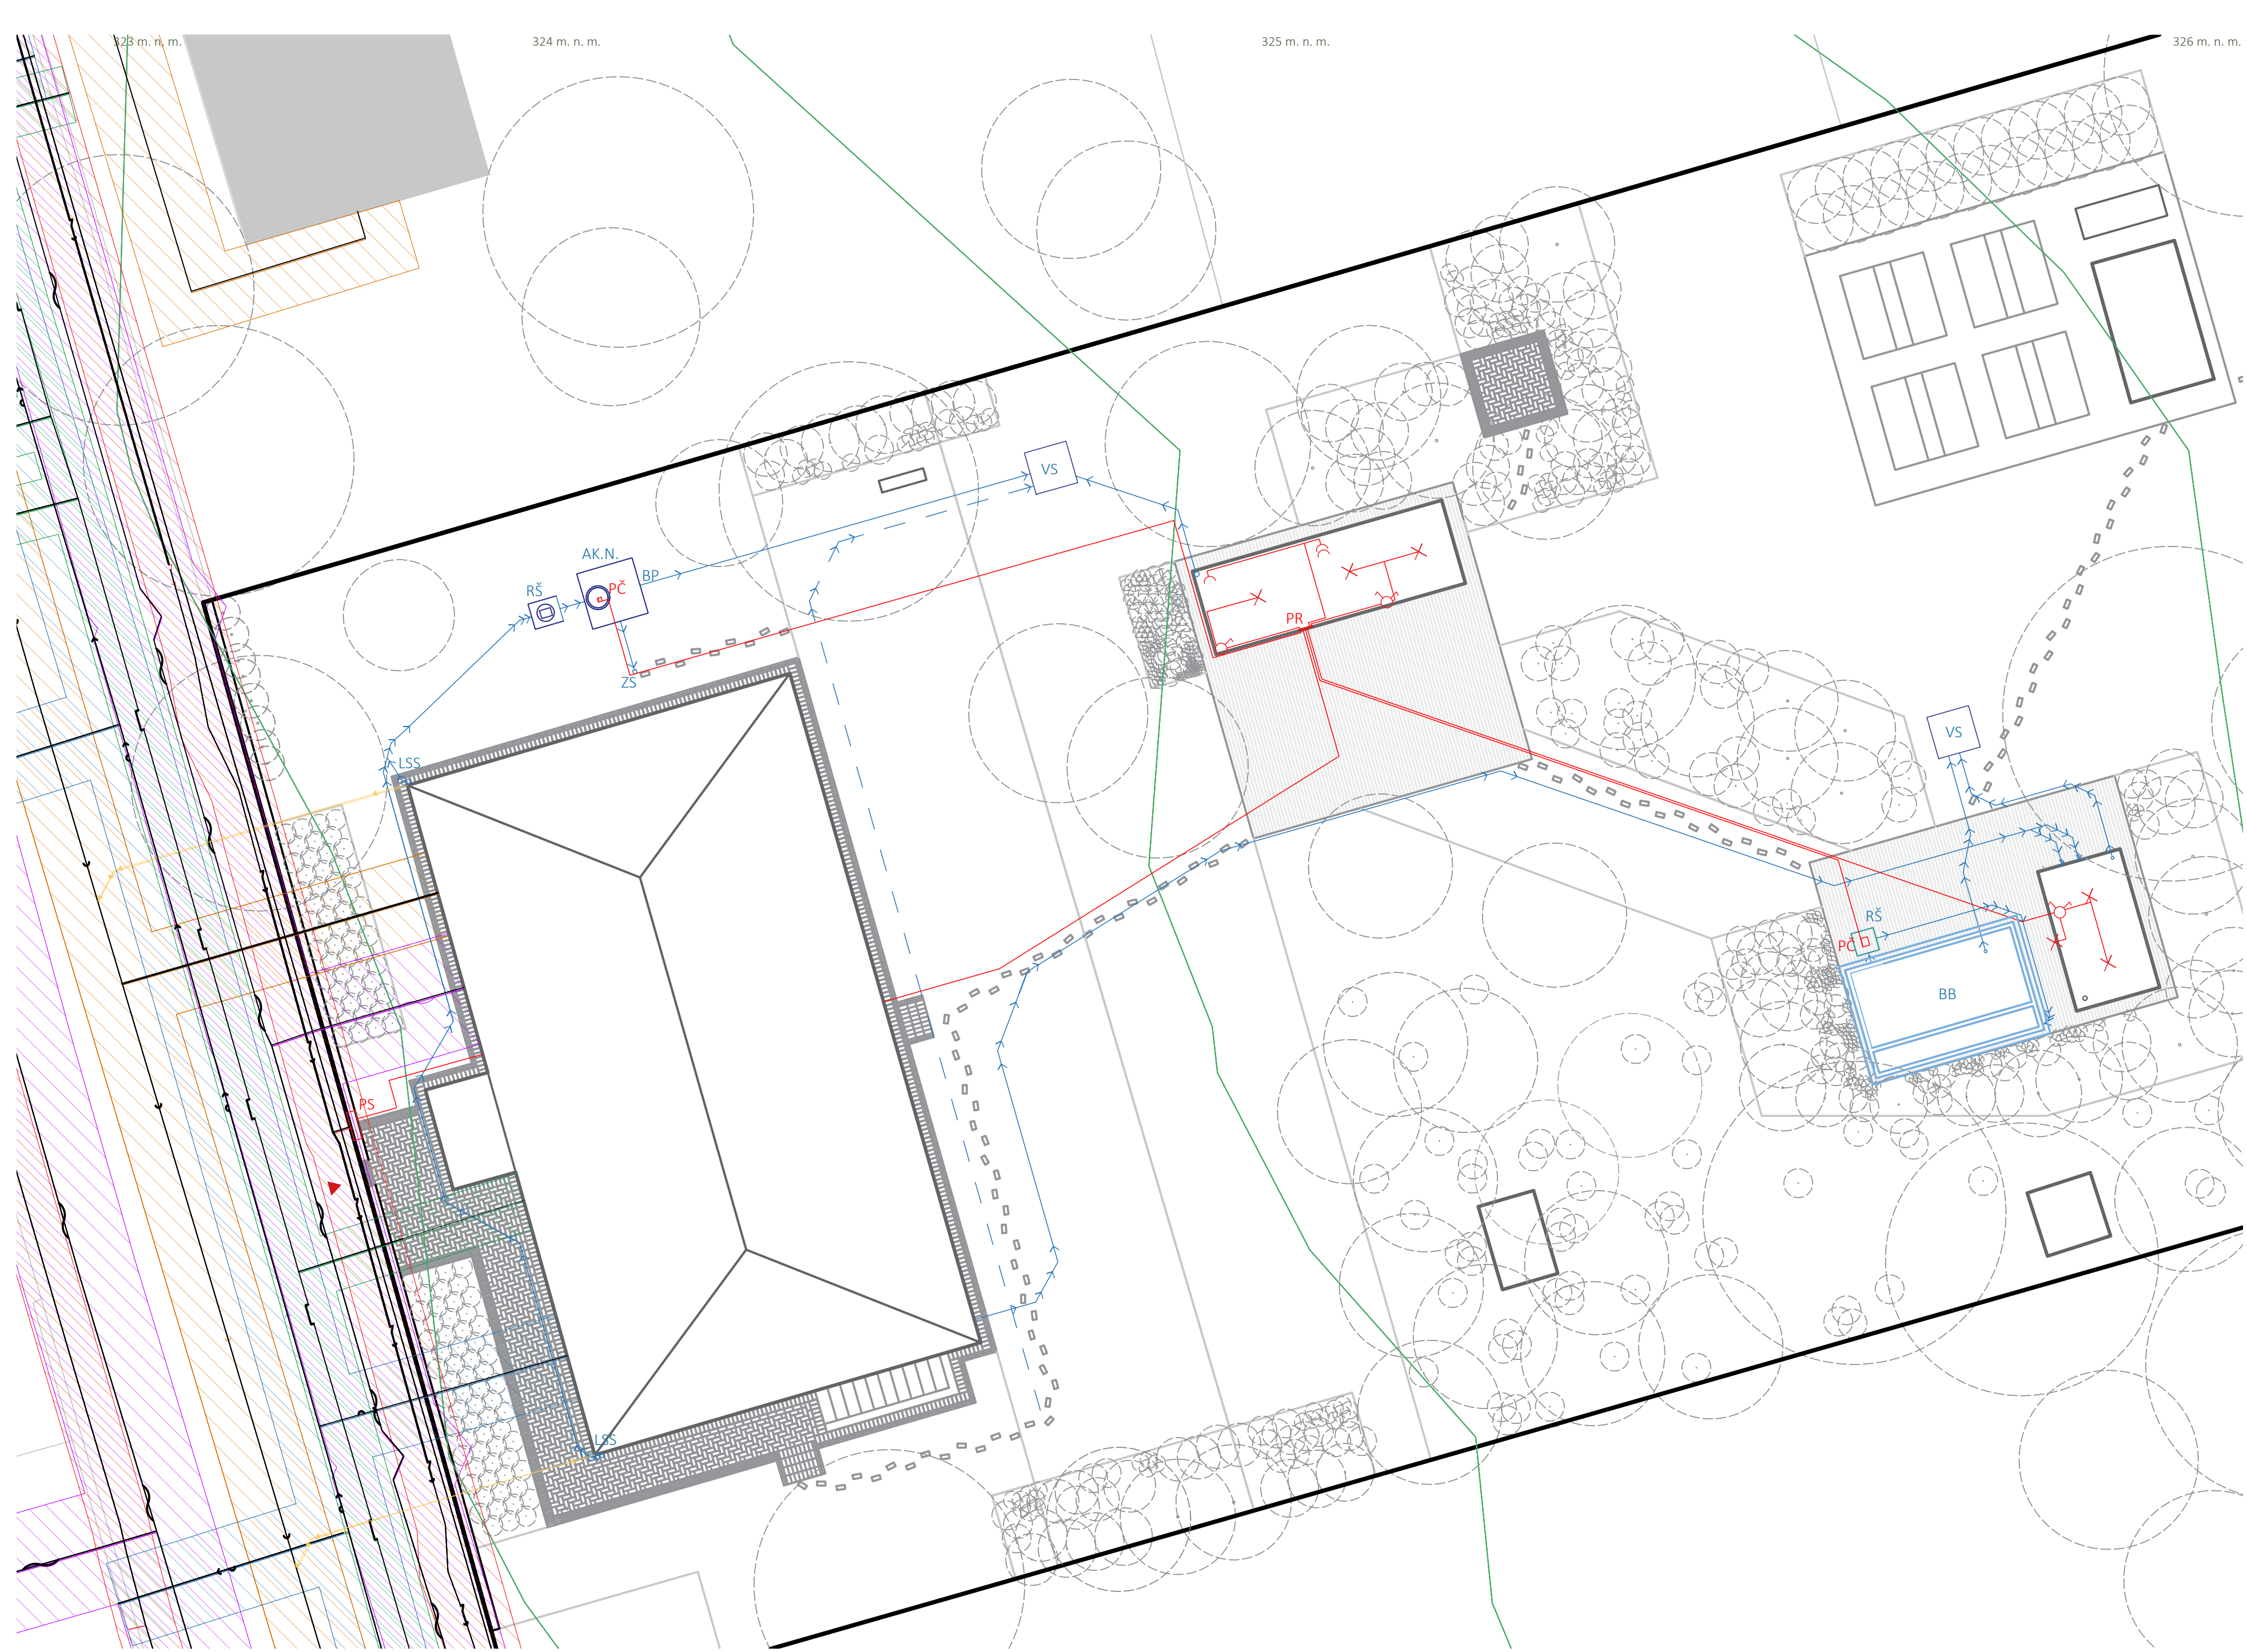 323 m. n. m.
324 m. n. m.
325 m. n. m.
326 m. n. m.
VS
AK.N.
BP
RŠ
PČ
PR
ZS
VS
LSS
RŠ
PČ
BB
PS
LSS